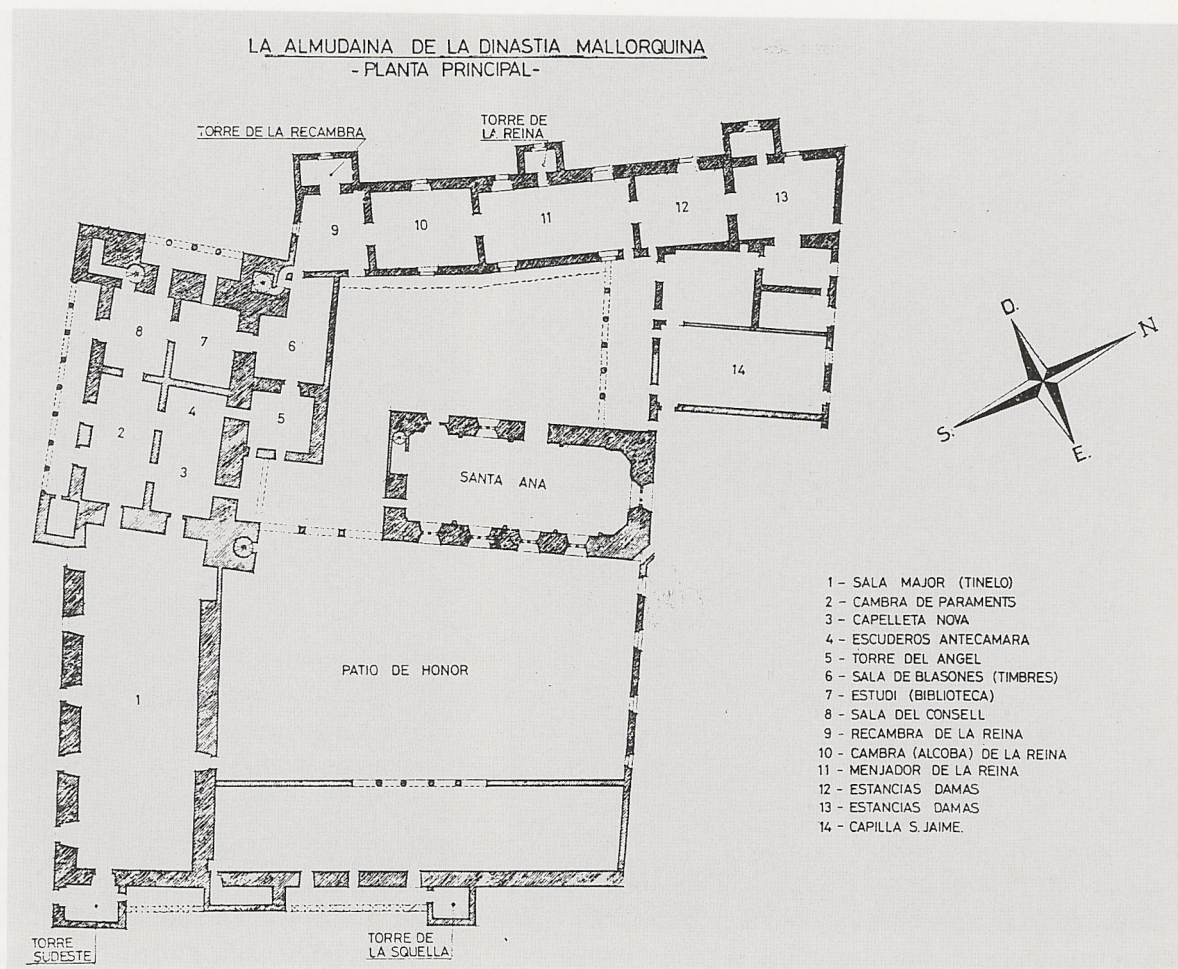 LA ALMUDAINA DE LA DINASTIA MALLORQUINA
- PLANTA PRINCIPAL-
TORRE DE LA RECAMBRA
TORRE DE
LA REINA
9
10
11
12
13
8
7
6
14
5
4
2
3
SANTA ANA
O.
N
S.
E.
PATIO DE HONOR
1
1 - SALA MAJOR (TINELO)
2 - CAMBRA DE PARAMENTS
3 - CAPELLETA NOVA
4 - ESCUDEROS ANTECAMARA
5 - TORRE DEL ANGEL
6 - SALA DE BLASONES (TIMBRES)
7 - ESTUDI (BIBLIOTECA)
8 - SALA DEL CONSELL
9 - RECAMBRA DE LA REINA
10 - CAMBRA (ALCOBA) DE LA REINA
11 - MENJADOR DE LA REINA
12 - ESTANCIAS DAMAS
13 - ESTANCIAS DAMAS
14 - CAPILLA S. JAIME.
TORRE
SUDESTE
TORRE DE
LA SQUELLA